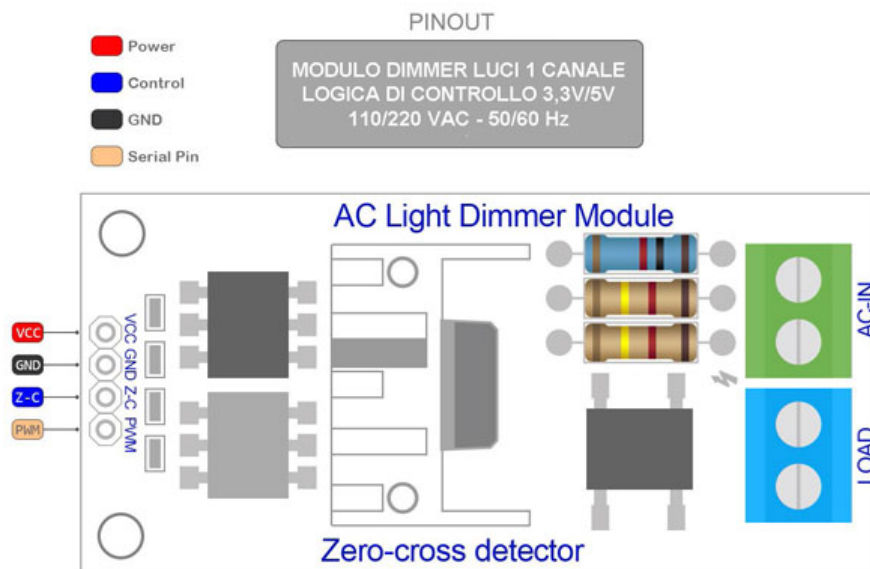 PINOUT
Power
Control
GND
Serial Pin
MODULO DIMMER LUCI 1 CANALE
LOGICA DI CONTROLLO 3,3V/5V
110/220 VAC - 50/60 Hz
AC Light Dimmer Module
VCC
GND
Z-C
PWM
VCC
GND
Z-C
PWM
AC-IN
LOAD
Zero-cross detector